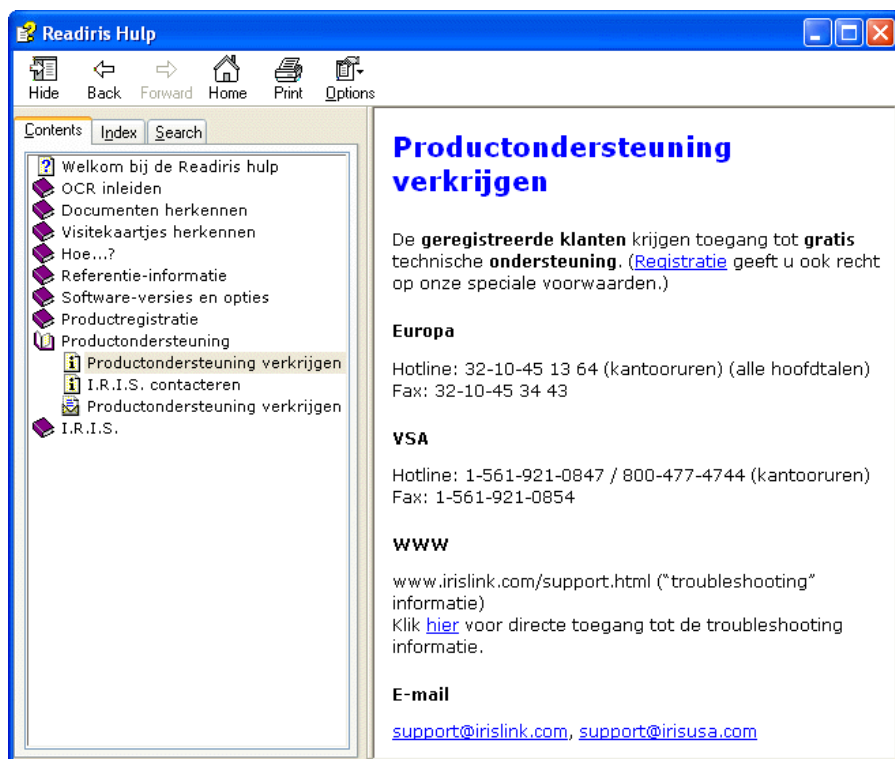 Readiris Hulp
Hide Back Forward Home Print Options
Contents Index Search
Welkom bij de Readiris hulp
OCR inleiden
Documenten herkennen
Visitekaartjes herkennen
Hoe...?
Referentie-informatie
Software-versies en opties
Productregistratie
Productondersteuning
Productondersteuning verkrijgen
I.R.I.S. contacteren
Productondersteuning verkrijgen
I.R.I.S.
Productondersteuning
verkrijgen
De geregistreerde klanten krijgen toegang tot gratis
technische ondersteuning. (Registratie geeft u ook recht
op onze speciale voorwaarden.)
Europa
Hotline: 32-10-45 13 64 (kantooruren) (alle hoofdtalen)
Fax: 32-10-45 34 43
VSA
Hotline: 1-561-921-0847 / 800-477-4744 (kantooruren)
Fax: 1-561-921-0854
WWW
www.irislink.com/support.html (“troubleshooting”
informatie)
Klik hier voor directe toegang tot de troubleshooting
informatie.
E-mail
support@irislink.com, support@irisusa.com